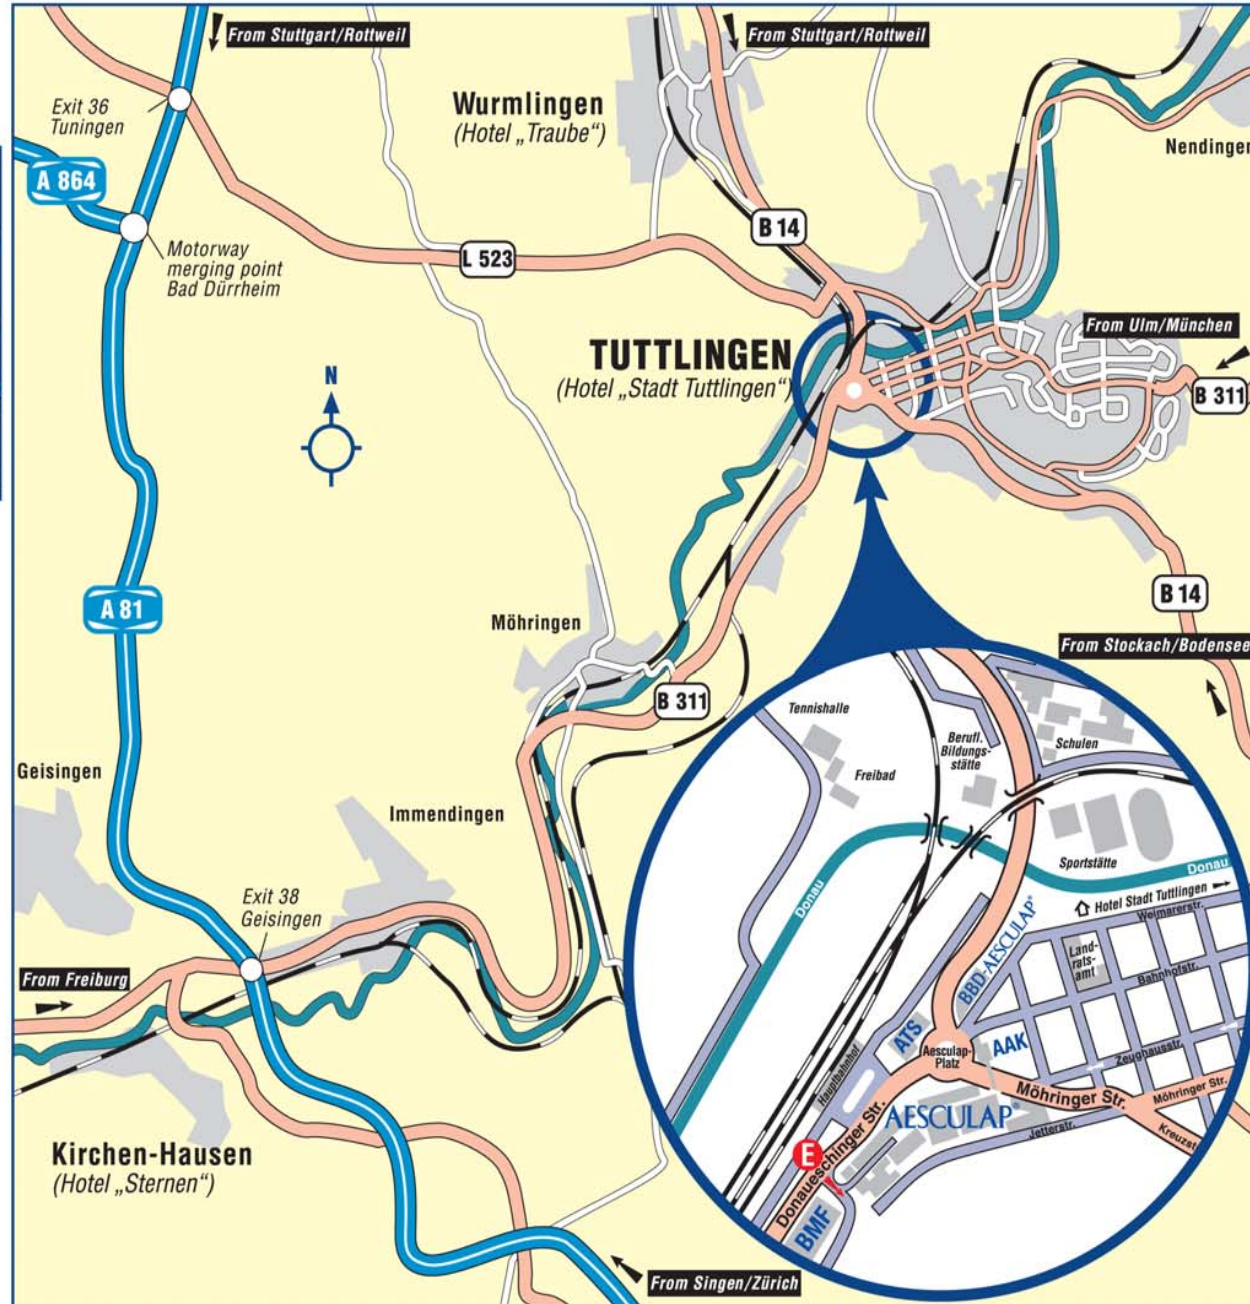 From Stuttgart/Rottweil
From Stuttgart/Rottweil
Exit 36
Tuningen
Wurmlingen
(Hotel „Traube“)
Nendingen
A 864
B 14
Motorway
merging point
Bad Dürrheim
L 523
From Ulm/München
TUTTLINGEN
(Hotel „Stadt Tuttlingen“)
N
B 311
A 81
B 14
Möhringen
From Stockach/Bodensee
B 311
Geisingen
Immendingen
Exit 38
Geisingen
From Freiburg
Kirchen-Hausen
(Hotel „Sternen“)
From Singen/Zürich
Tennishalle
Berufl.
Bildungs-
stätte
Schulen
Freibad
Sportstätte
Donau
Donau
Hotel Stadt Tuttlingen
Weimarerstr.
BBD-AESCULAP®
Land-
rats-
amt
Bahnhofstr.
ATS
AAK
Aesculap-
Platz
Zeughausstr.
Hauptbahnhof
Möhringer Str.
Möhringer Str.
AESCULAP®
Jetterstr.
Kreuzstr
E
Donaueschinger Str.
BMF